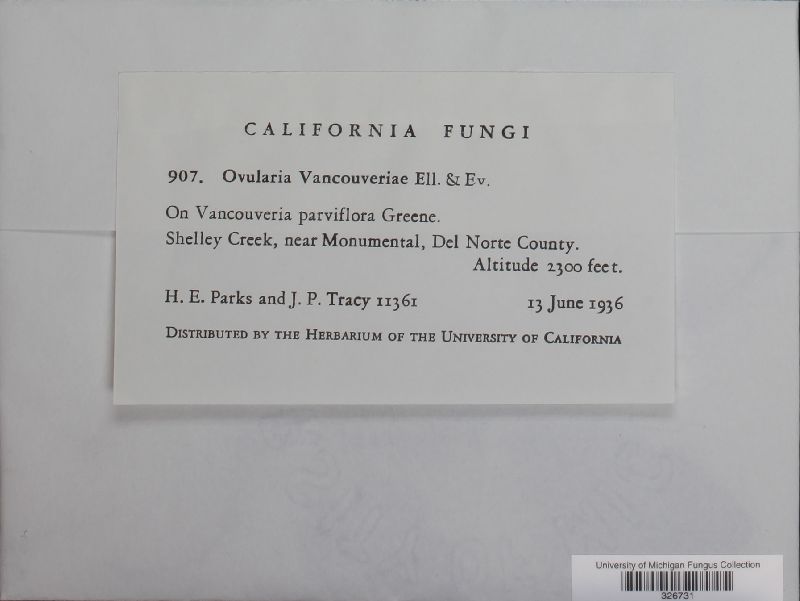 CALIFORNIA FUNGI
907. Ovularia Vancouveriae Ell. & Ev.
On Vancouveria parviflora Greene.
Shelley Creek, near Monumental, Del Norte County.
Altitude 2300 feet.
H. E. Parks and J. P. Tracy 11361 13 June 1936
DISTRIBUTED BY THE HERBARIUM OF THE UNIVERSITY OF CALIFORNIA
University of Michigan Fungus Collection
326731